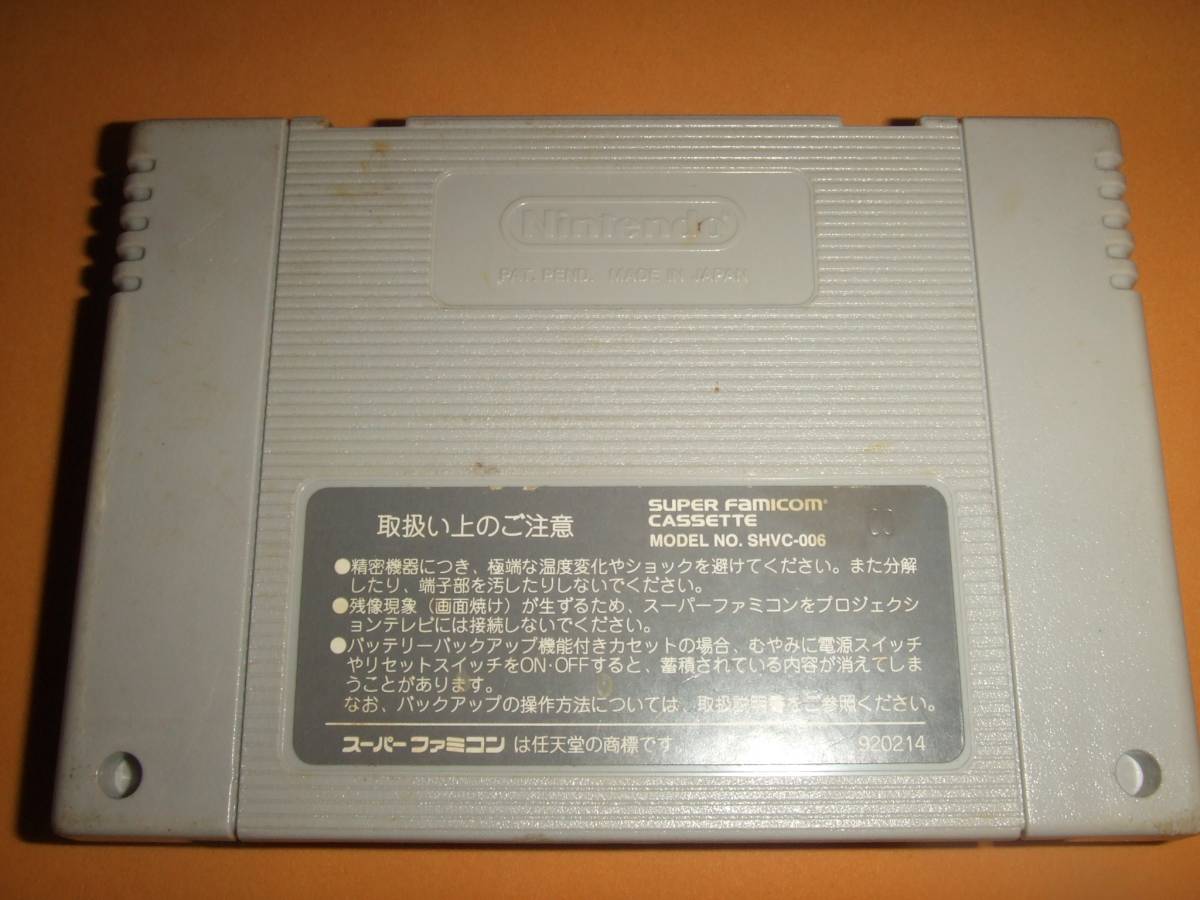 Nintendo
PAT. PEND. MADE IN JAPAN
取扱い上のご注意
SUPER FAMICOM
CASSETTE
MODEL NO. SHVC-006
●精密機器につき、極端な温度変化やショックを避けてください。また分解
したり、端子部を汚したりしないでください。
●残像現象（画面焼け）が生ずるため、スーパーファミコンをプロジェクシ
ョンテレビには接続しないでください。
●バッテリーバックアップ機能付きカセットの場合、むやみに電源スイッチ
やリセットスイッチをON・OFFすると、蓄積されている内容が消えてしま
うことがあります。
なお、バックアップの操作方法については、取扱説明書をご参照ください。
スーパーファミコンは任天堂の商標です。
920214